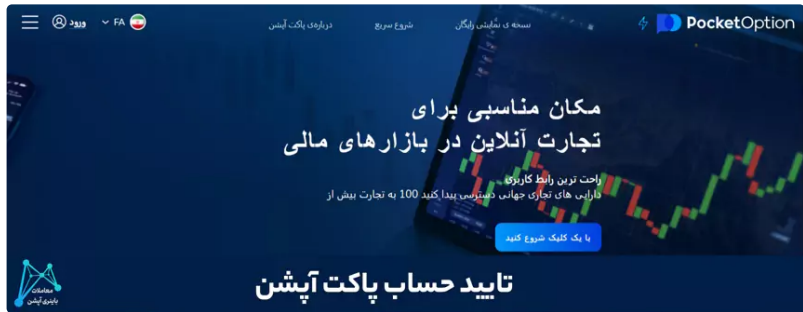 PocketOption
نسخه ی نمایشی رایگان
شروع سریع
درباره‌ی پاکت آپشن
FA
ورود
مکان مناسبی برای
تجارت آنلاین در بازارهای مالی
راحت ترین رابط کاربری
دارایی های تجاری جهانی دسترسی پیدا کنید 100 به تجارت بیش از
با یک کلیک شروع کنید
تایید حساب پاکت آپشن
معاملات
باینری آپشن